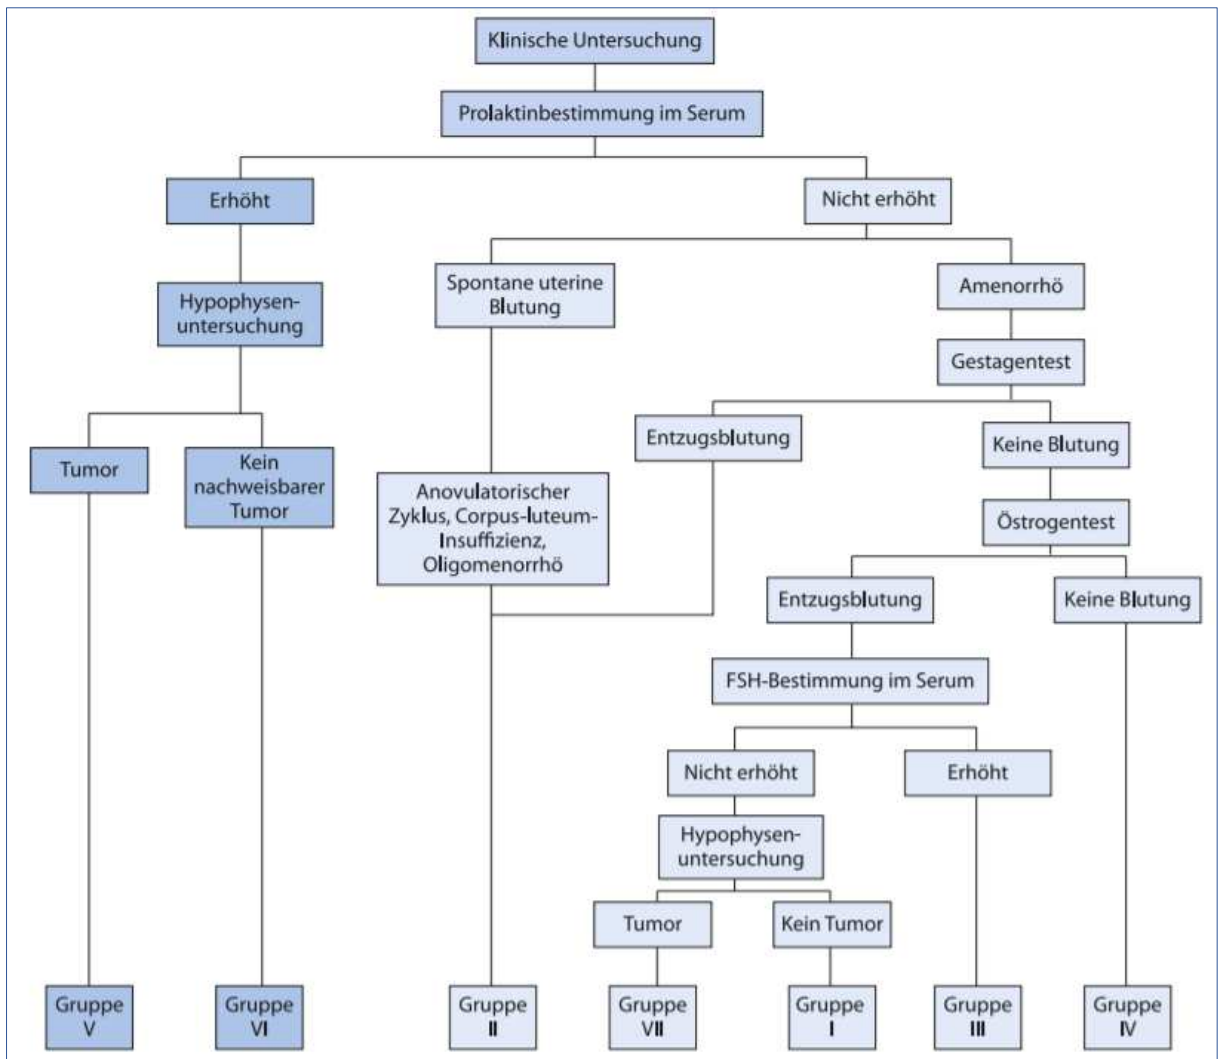 Klinische Untersuchung
Prolaktinbestimmung im Serum
Erhöht
Nicht erhöht
Hypophysen-
untersuchung
Spontane uterine
Blutung
Amenorrhö
Gestagentest
Tumor
Kein
nachweisbarer
Tumor
Entzugsblutung
Keine Blutung
Anovulatorischer
Zyklus, Corpus-luteum-
Insuffizienz,
Oligomenorrhö
Östrogentest
Entzugsblutung
Keine Blutung
FSH-Bestimmung im Serum
Nicht erhöht
Erhöht
Hypophysen-
untersuchung
Tumor
Kein Tumor
Gruppe
V
Gruppe
VI
Gruppe
II
Gruppe
VII
Gruppe
I
Gruppe
III
Gruppe
IV